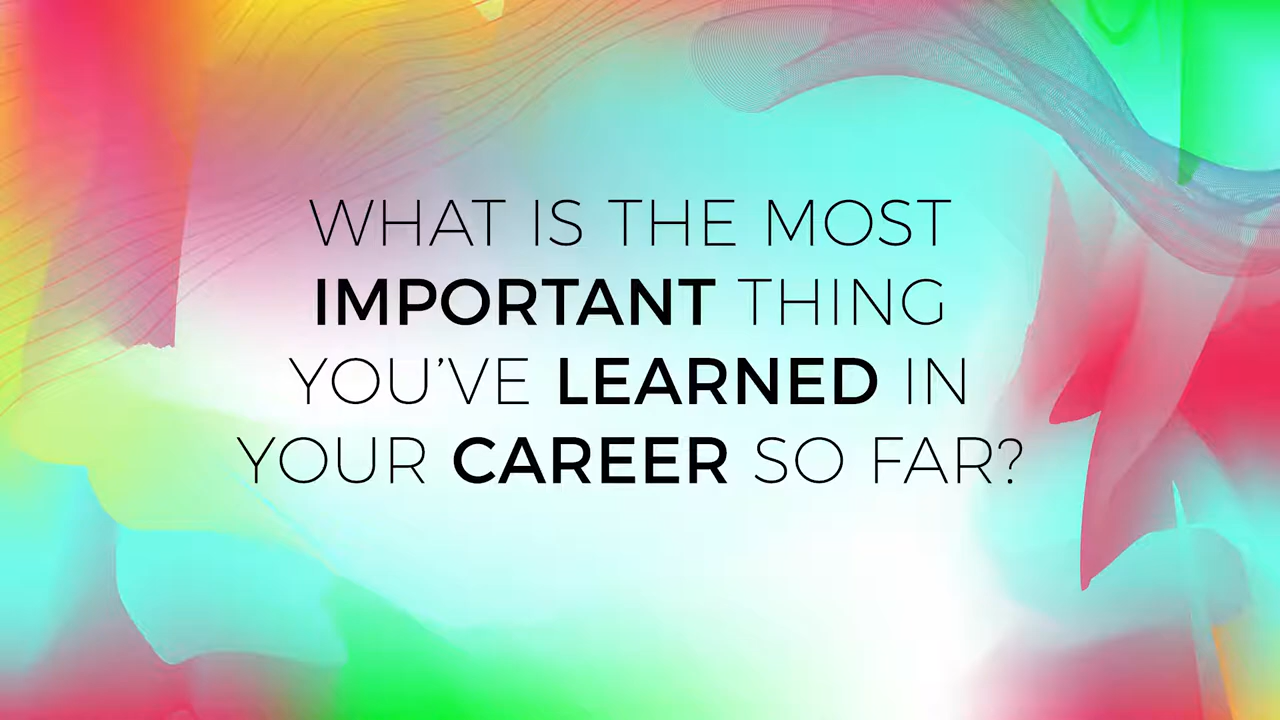 WHAT IS THE MOST
IMPORTANT THING
YOU’VE LEARNED IN
YOUR CAREER SO FAR?